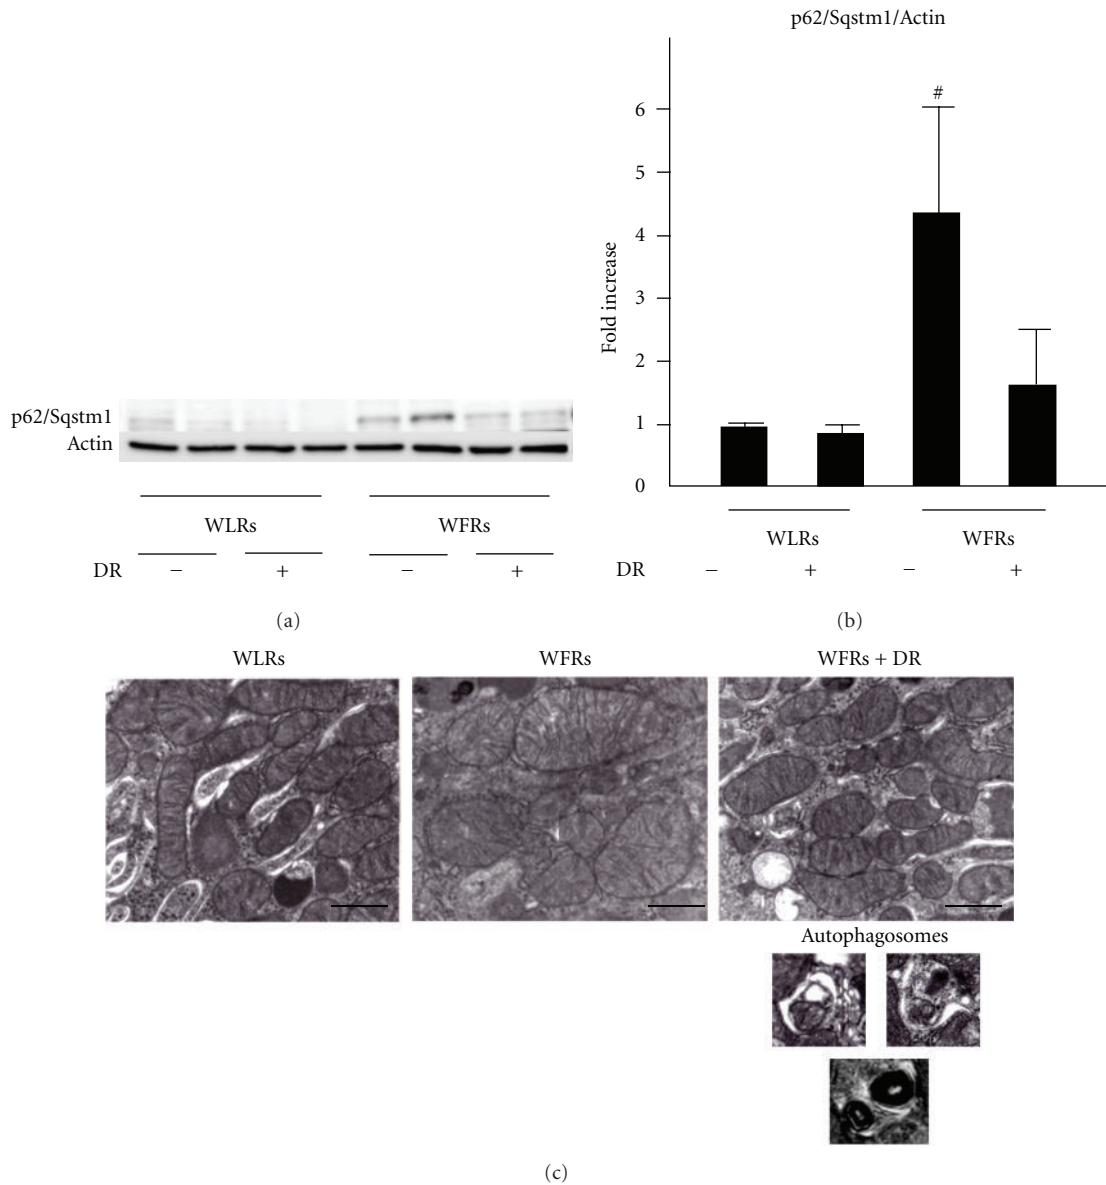 p62/Sqstm1
Actin
WLRs WFRs
DR − + − +
(a)
p62/Sqstm1/Actin
Fold increase
6
5
4
3
2
1
0
#
WLRs WFRs
DR − + − +
(b)
WLRs WFRs WFRs + DR
Autophagosomes
(c)